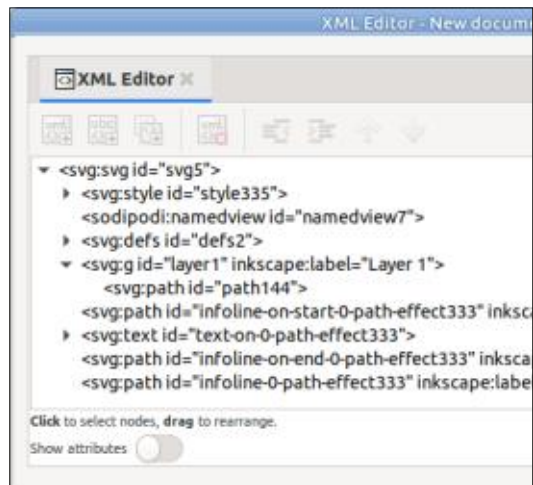 XML Editor - New docum
XML Editor
<svg:svg id="svg5">
<svg:style id="style335">
<sodipodi:namedview id="namedview7">
<svg:defs id="defs2">
<svg:g id="layer1" inkscape:label="Layer 1">
<svg:path id="path144">
<svg:path id="infoline-on-start-0-path-effect333" inksc
<svg:text id="text-on-0-path-effect333">
<svg:path id="infoline-on-end-0-path-effect333" inksca
<svg:path id="infoline-0-path-effect333" inkscape:labe
Click to select nodes, drag to rearrange.
Show attributes